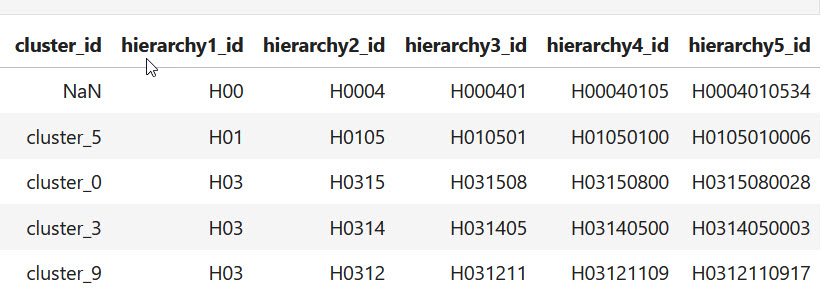 cluster_id hierarchy1_id hierarchy2_id hierarchy3_id hierarchy4_id hierarchy5_id
NaN H00 H0004 H000401 H00040105 H0004010534
cluster_5 H01 H0105 H010501 H01050100 H0105010006
cluster_0 H03 H0315 H031508 H03150800 H0315080028
cluster_3 H03 H0314 H031405 H03140500 H0314050003
cluster_9 H03 H0312 H031211 H03121109 H0312110917